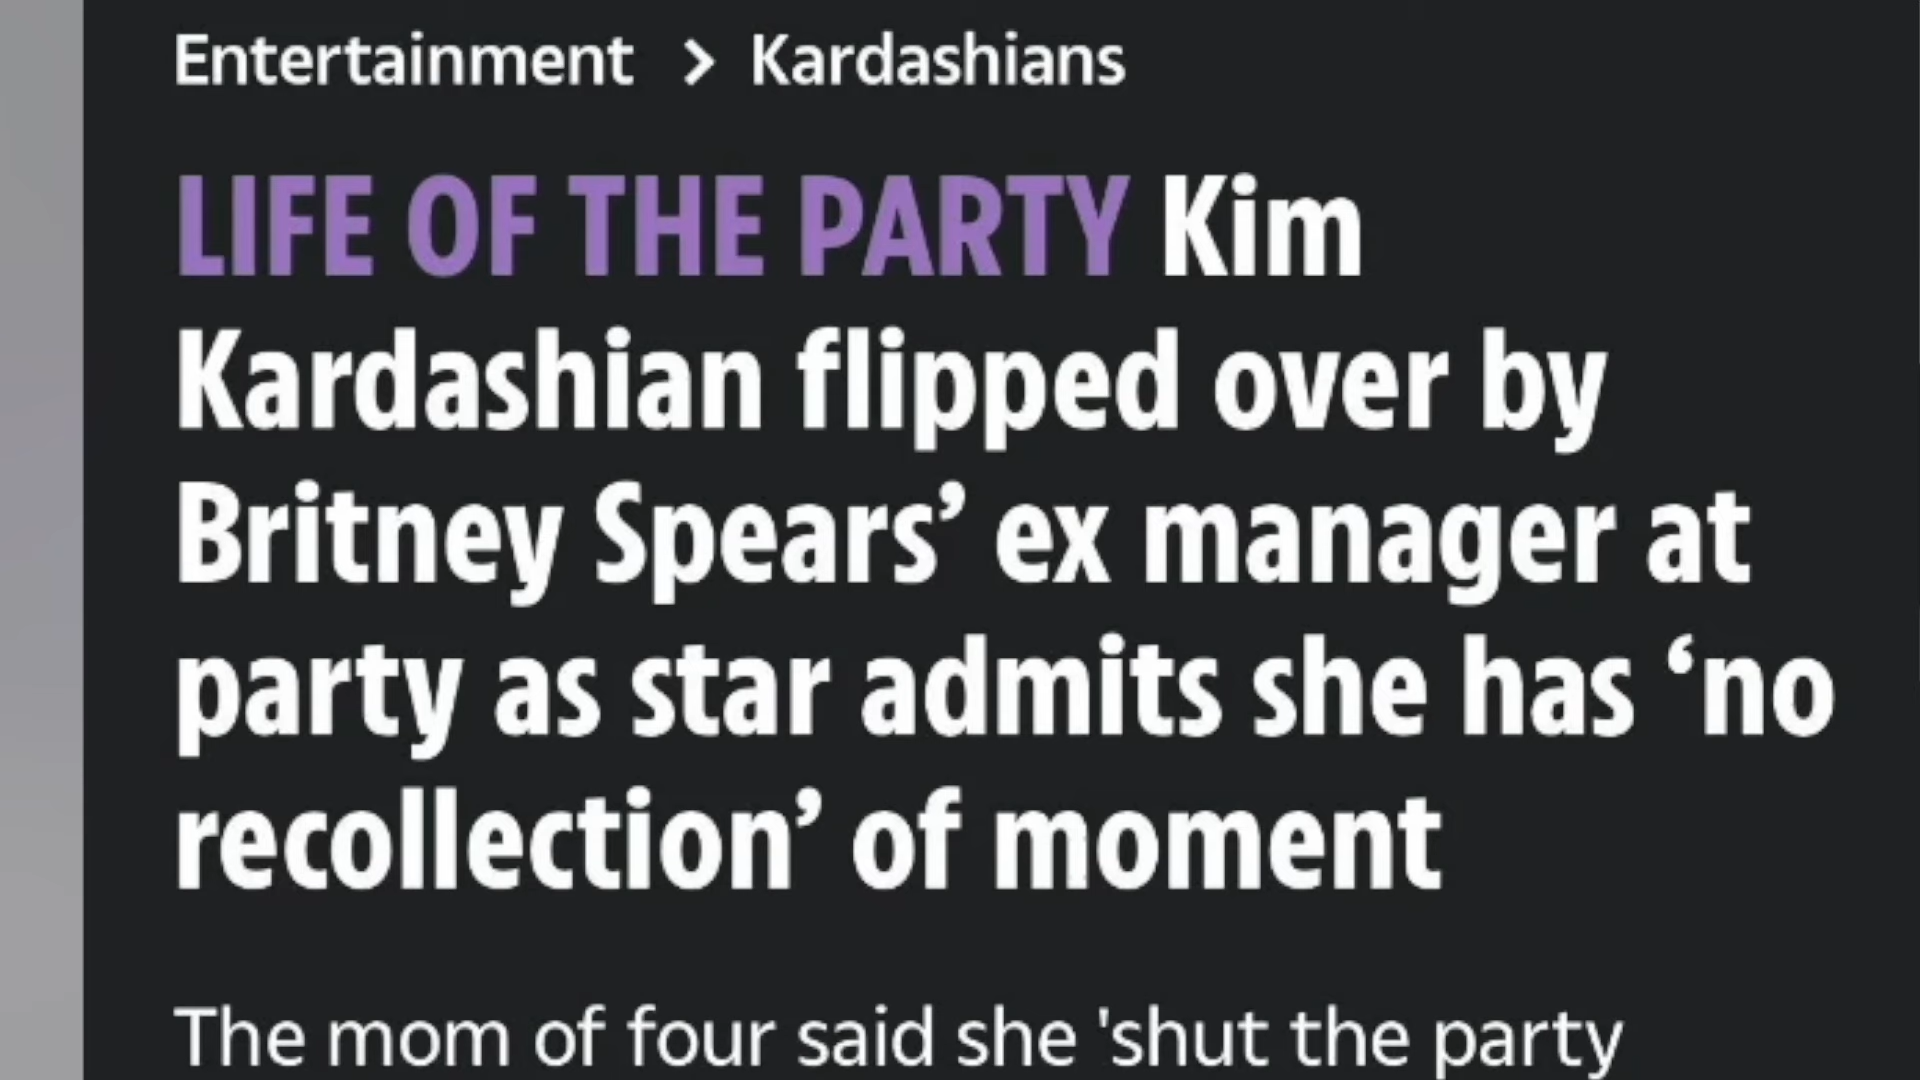 Entertainment > Kardashians
LIFE OF THE PARTY Kim
Kardashian flipped over by
Britney Spears’ ex manager at
party as star admits she has ‘no
recollection’ of moment
The mom of four said she 'shut the party